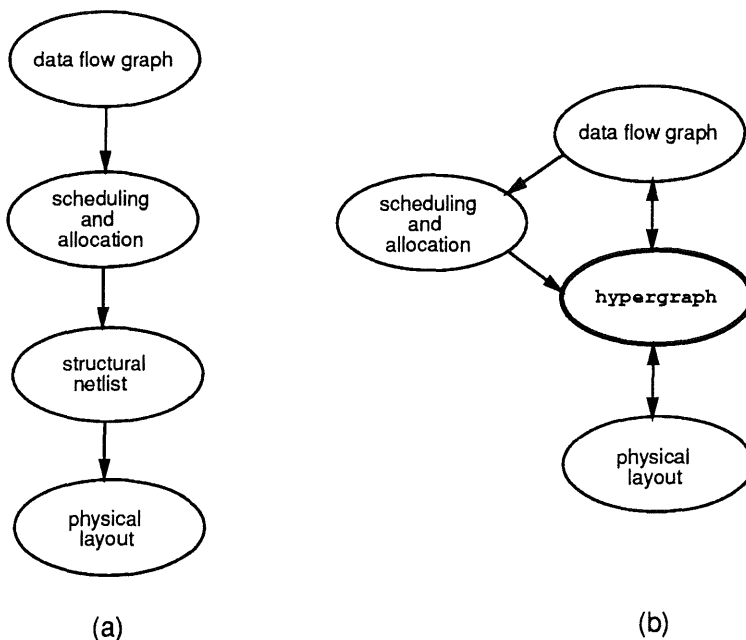 data flow graph
scheduling
and
allocation
structural
netlist
physical
layout
(a)
data flow graph
scheduling
and
allocation
hypergraph
physical
layout
(b)